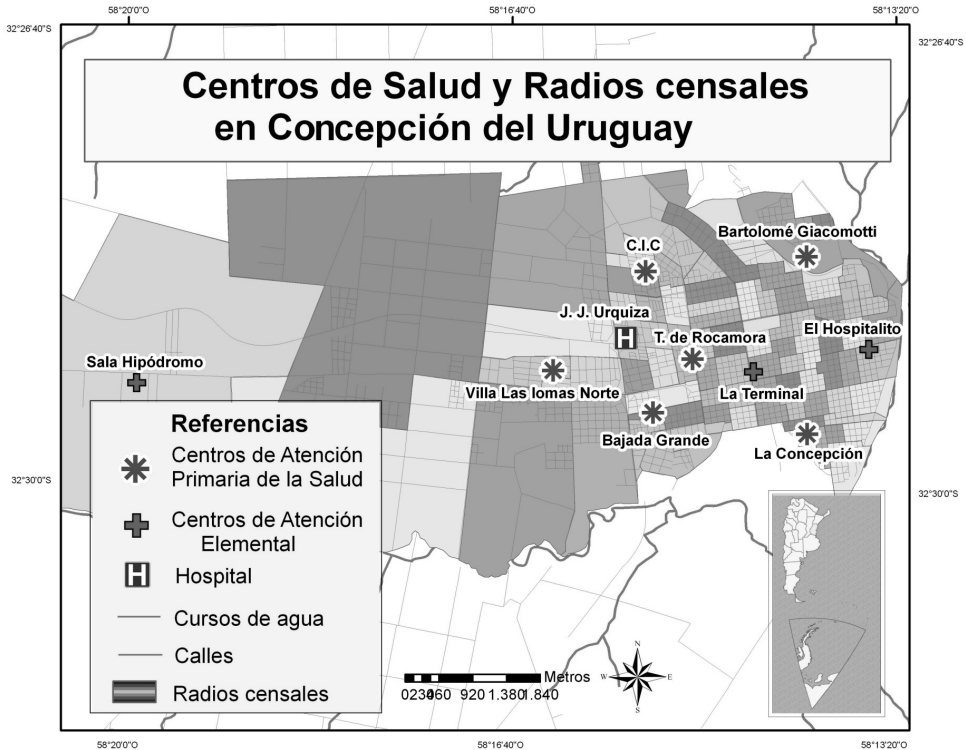 58°20'0"O 58°16'40"O 58°13'20"O
32°26'40"S 32°26'40"S
Centros de Salud y Radios censales
en Concepción del Uruguay
Bartolomé Giacomotti
C.I.C
J. J. Urquiza
El Hospitalito
T. de Rocamora
Sala Hipódromo
Villa Las lomas Norte
La Terminal
Bajada Grande
La Concepción
32°30'0"S 32°30'0"S
Referencias
Centros de Atención
Primaria de la Salud
Centros de Atención
Elemental
H Hospital
Cursos de agua
Calles
Radios censales
H
N
W E
S
Metros
0 230 460 920 1.380 1.840
58°20'0"O 58°16'40"O 58°13'20"O